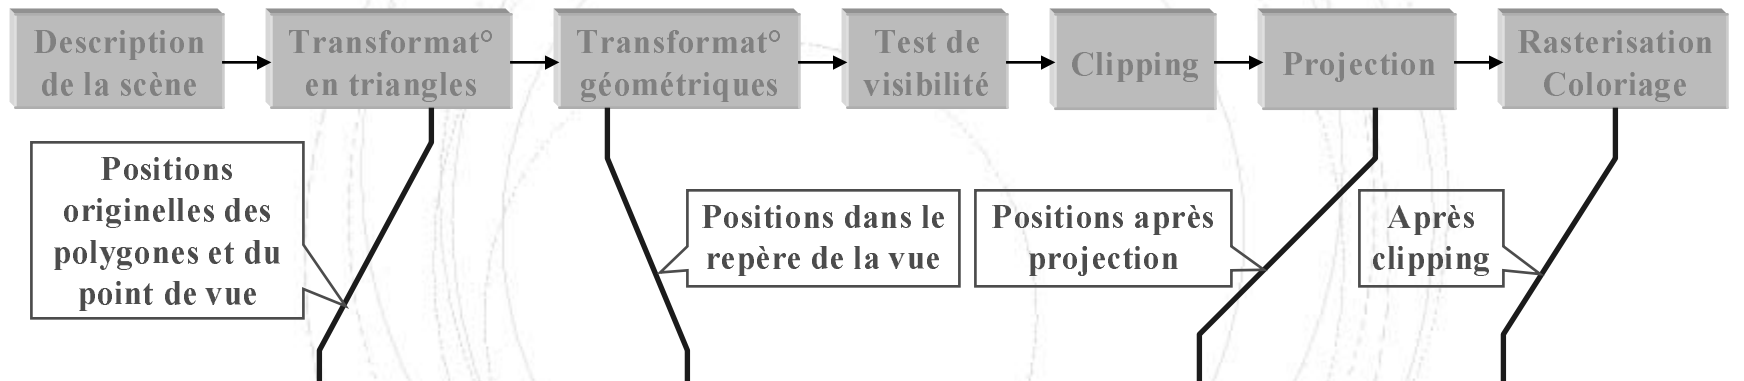 Description
de la scène
Transformat°
en triangles
Transformat°
géométriques
Test de
visibilité
Clipping
Projection
Rasterisation
Coloriage
Positions
originelles des
polygones et du
point de vue
Positions dans le
repère de la vue
Positions après
projection
Après
clipping